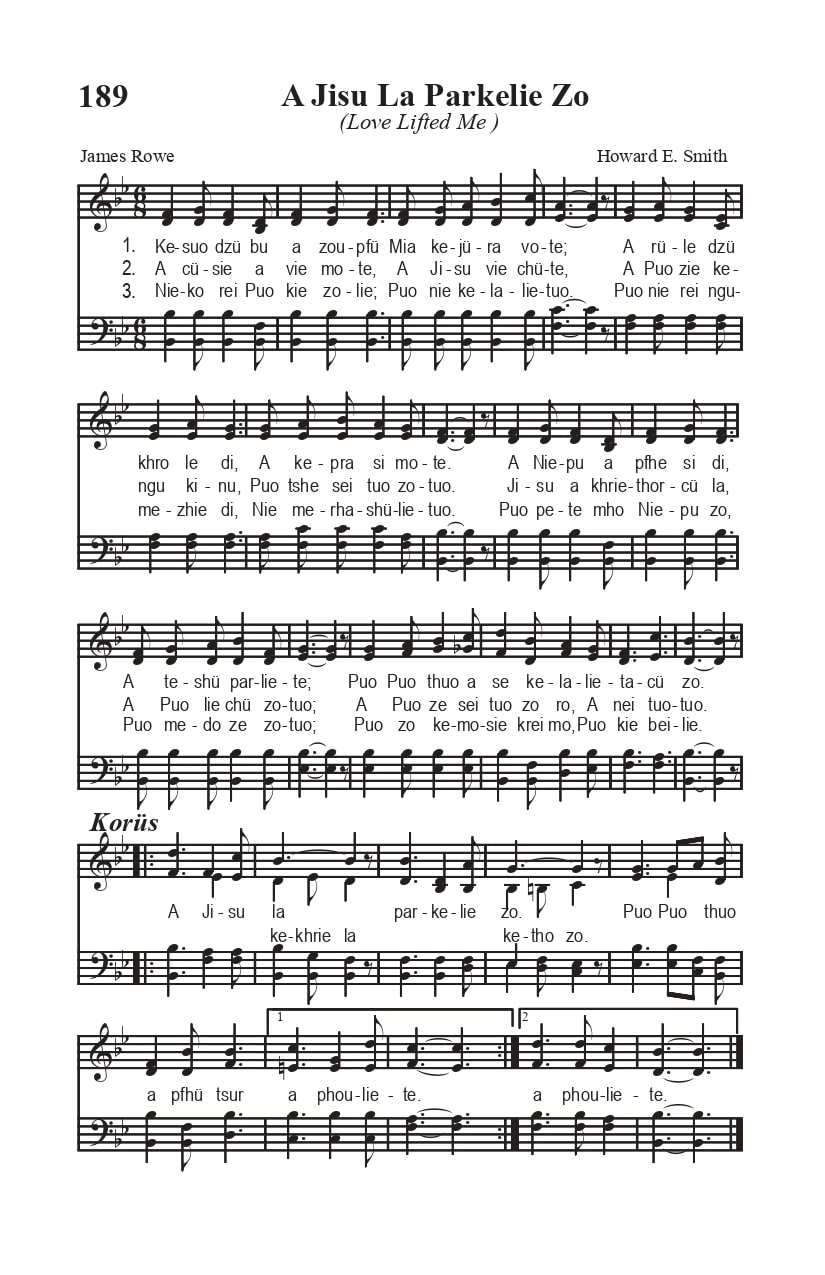 189
A Jisu La Parkelie Zo
(Love Lifted Me )
James Rowe
Howard E. Smith
1. Ke-suo dzü bu a zou-pfü Mia ke-jü-ra vo-te; A rü-le dzü
2. A cü-sie a vie mo-te, A Ji-su vie chü-te, A Puo zie ke-
3. Nie-ko rei Puo kie zo-lie; Puo nie ke-la-lie-tuo. Puo nie rei ngu-
khro le di, A ke-pra si mo-te. A Nie-pu a pfhe si di,
ngu ki-nu, Puo tshe sei tuo zo-tuo. Ji-su a khrie-thor-cü la,
me-zhie di, Nie me-rha-shü-lie-tuo. Puo pe-te mho Nie-pu zo,
A te-shü par-lie-te; Puo Puo thuo a se ke-la-lie-ta-cü zo.
A Puo lie chü zo-tuo; A Puo ze sei tuo zo ro, A nei tuo-tuo.
Puo me-do ze zo-tuo; Puo zo ke-mo-sie krei mo, Puo kie bei-lie.
Korüs
A Ji-su la par-ke-lie zo. Puo Puo thuo
ke-khrie la ke-tho zo.
1 2
a pfhü tsur a phou-lie-te. a phou-lie-te.